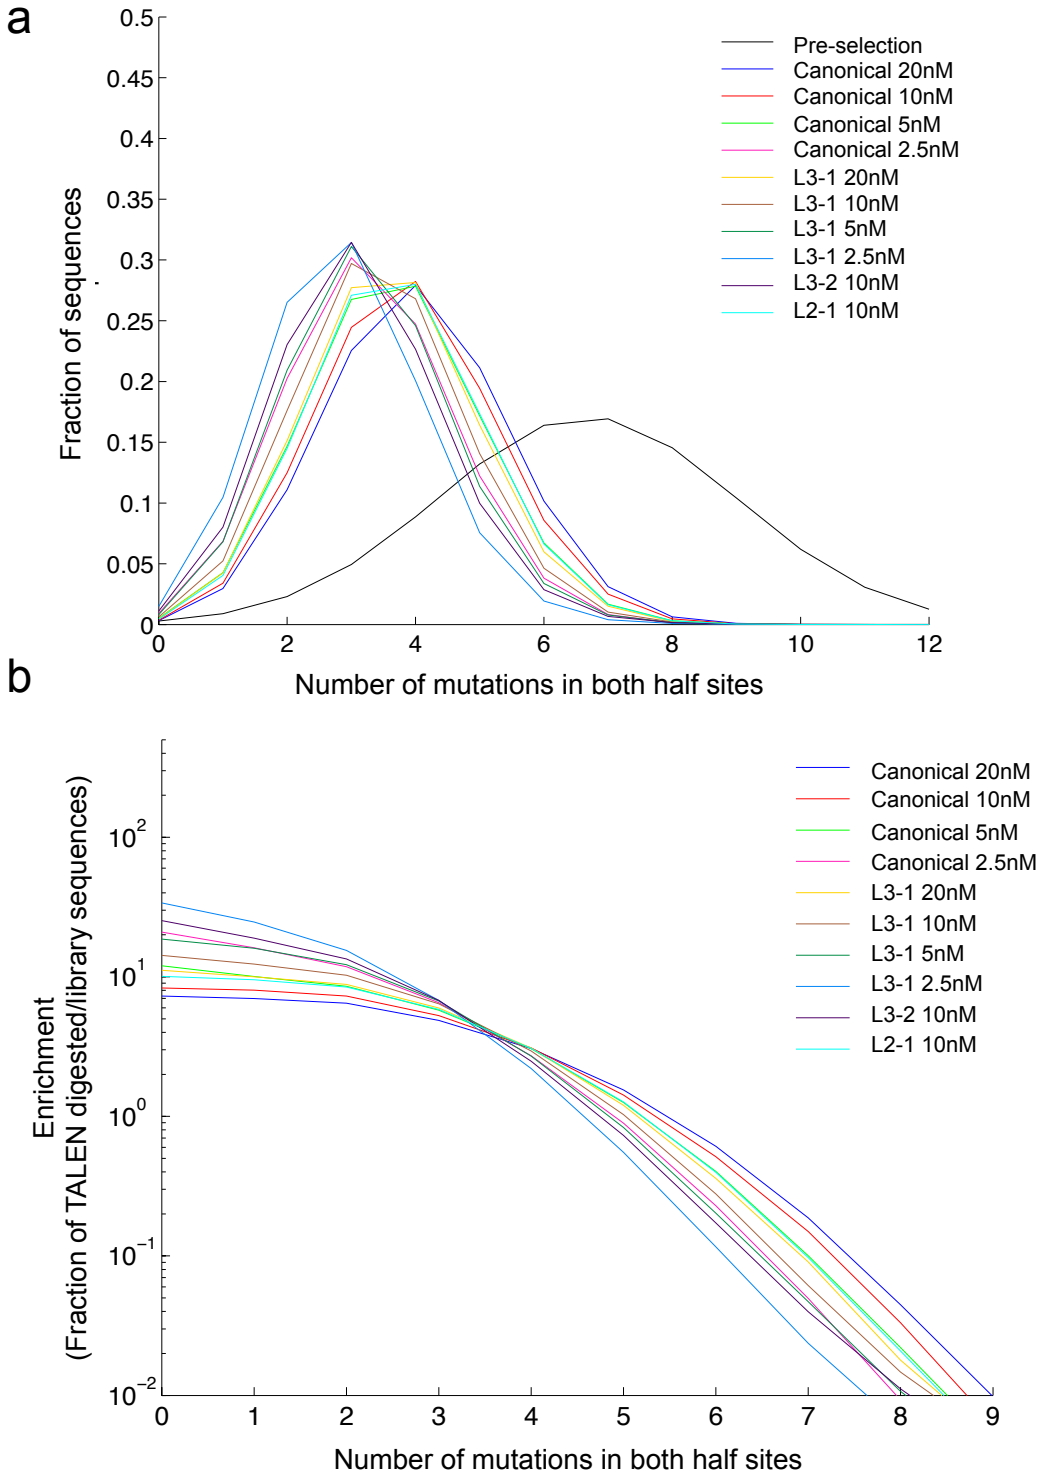 a
0.5
0.45
0.4
0.35
0.3
0.25
0.2
0.15
0.1
0.05
0
Fraction of sequences
0 2 4 6 8 10 12
Number of mutations in both half sites
Pre-selection
Canonical 20nM
Canonical 10nM
Canonical 5nM
Canonical 2.5nM
L3-1 20nM
L3-1 10nM
L3-1 5nM
L3-1 2.5nM
L3-2 10nM
L2-1 10nM
b
Enrichment
(Fraction of TALEN digested/library sequences)
10²
10¹
10⁰
10⁻¹
10⁻²
0 1 2 3 4 5 6 7 8 9
Number of mutations in both half sites
Canonical 20nM
Canonical 10nM
Canonical 5nM
Canonical 2.5nM
L3-1 20nM
L3-1 10nM
L3-1 5nM
L3-1 2.5nM
L3-2 10nM
L2-1 10nM